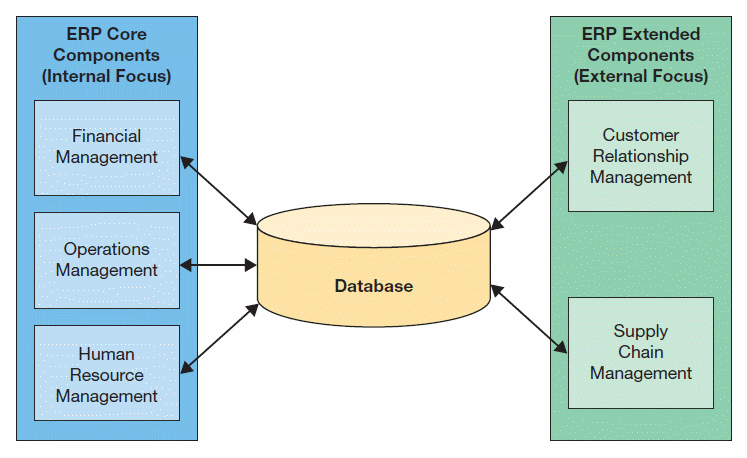 ERP Core
Components
(Internal Focus)
Financial
Management
Operations
Management
Human
Resource
Management
Database
ERP Extended
Components
(External Focus)
Customer
Relationship
Management
Supply
Chain
Management